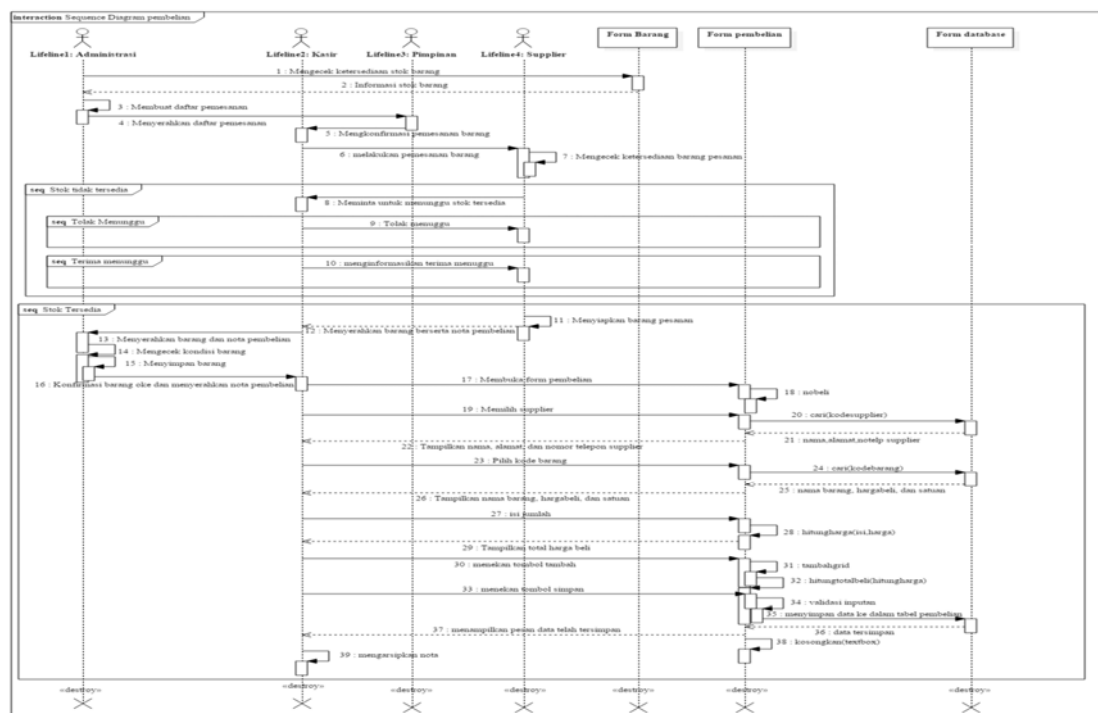 interaction Sequence Diagram pembelian
Lifeline1: Administrasi
Lifeline2: Kasir
Lifeline3: Pimpinan
Lifeline4: Supplier
Form Barang
Form pembelian
Form database
1 : Mengecek ketersediaan stok barang
2 : Informasi stok barang
3 : Membuat daftar pemesanan
4 : Menyerahkan daftar pemesanan
5 : Mengkonfirmasi pemesanan barang
6 : melakukan pemesanan barang
7 : Mengecek ketersediaan barang pesanan
seq Stok tidak tersedia
8 : Meminta untuk menunggu stok tersedia
seq Tolak Menunggu
9 : Tolak menuggu
seq Terima menunggu
10 : menginformasikan terima menuggu
seq Stok Tersedia
11 : Menyiapkan barang pesanan
12 : Menyerahkan barang berserta nota pembelian
13 : Menyerahkan barang dan nota pembelian
14 : Mengecek kondisi barang
15 : Menyimpan barang
16 : Konfirmasi barang oke dan menyerahkan nota pembelian
17 : Membuka form pembelian
18 : nobeli
19 : Memilih supplier
20 : cari(kodesupplier)
21 : nama,alamat,notelp supplier
22 : Tampilkan nama, alamat, dan nomor telepon supplier
23 : Pilih kode barang
24 : cari(kodebarang)
25 : nama barang, hargabeli, dan satuan
26 : Tampilkan nama barang, hargabeli, dan satuan
27 : isi jumlah
28 : hitungharga(isi,harga)
29 : Tampilkan total harga beli
30 : menekan tombol tambah
31 : tambahgrid
32 : hitungtotalbeli(hitungharga)
33 : menekan tombol simpan
34 : validasi inputan
35 : menyimpan data ke dalam tabel pembelian
36 : data tersimpan
37 : menampilkan pesan data telah tersimpan
38 : kosongkan(textbox)
39 : mengarsipkan nota
«destroy»
«destroy»
«destroy»
«destroy»
«destroy»
«destroy»
«destroy»